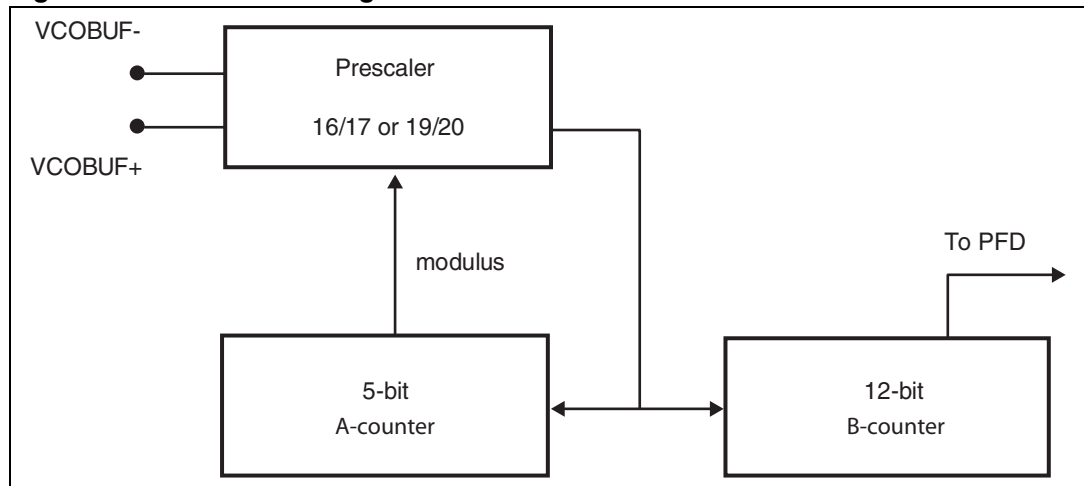 VCOBUF-
Prescaler
16/17 or 19/20
VCOBUF+
modulus
To PFD
5-bit
A-counter
12-bit
B-counter